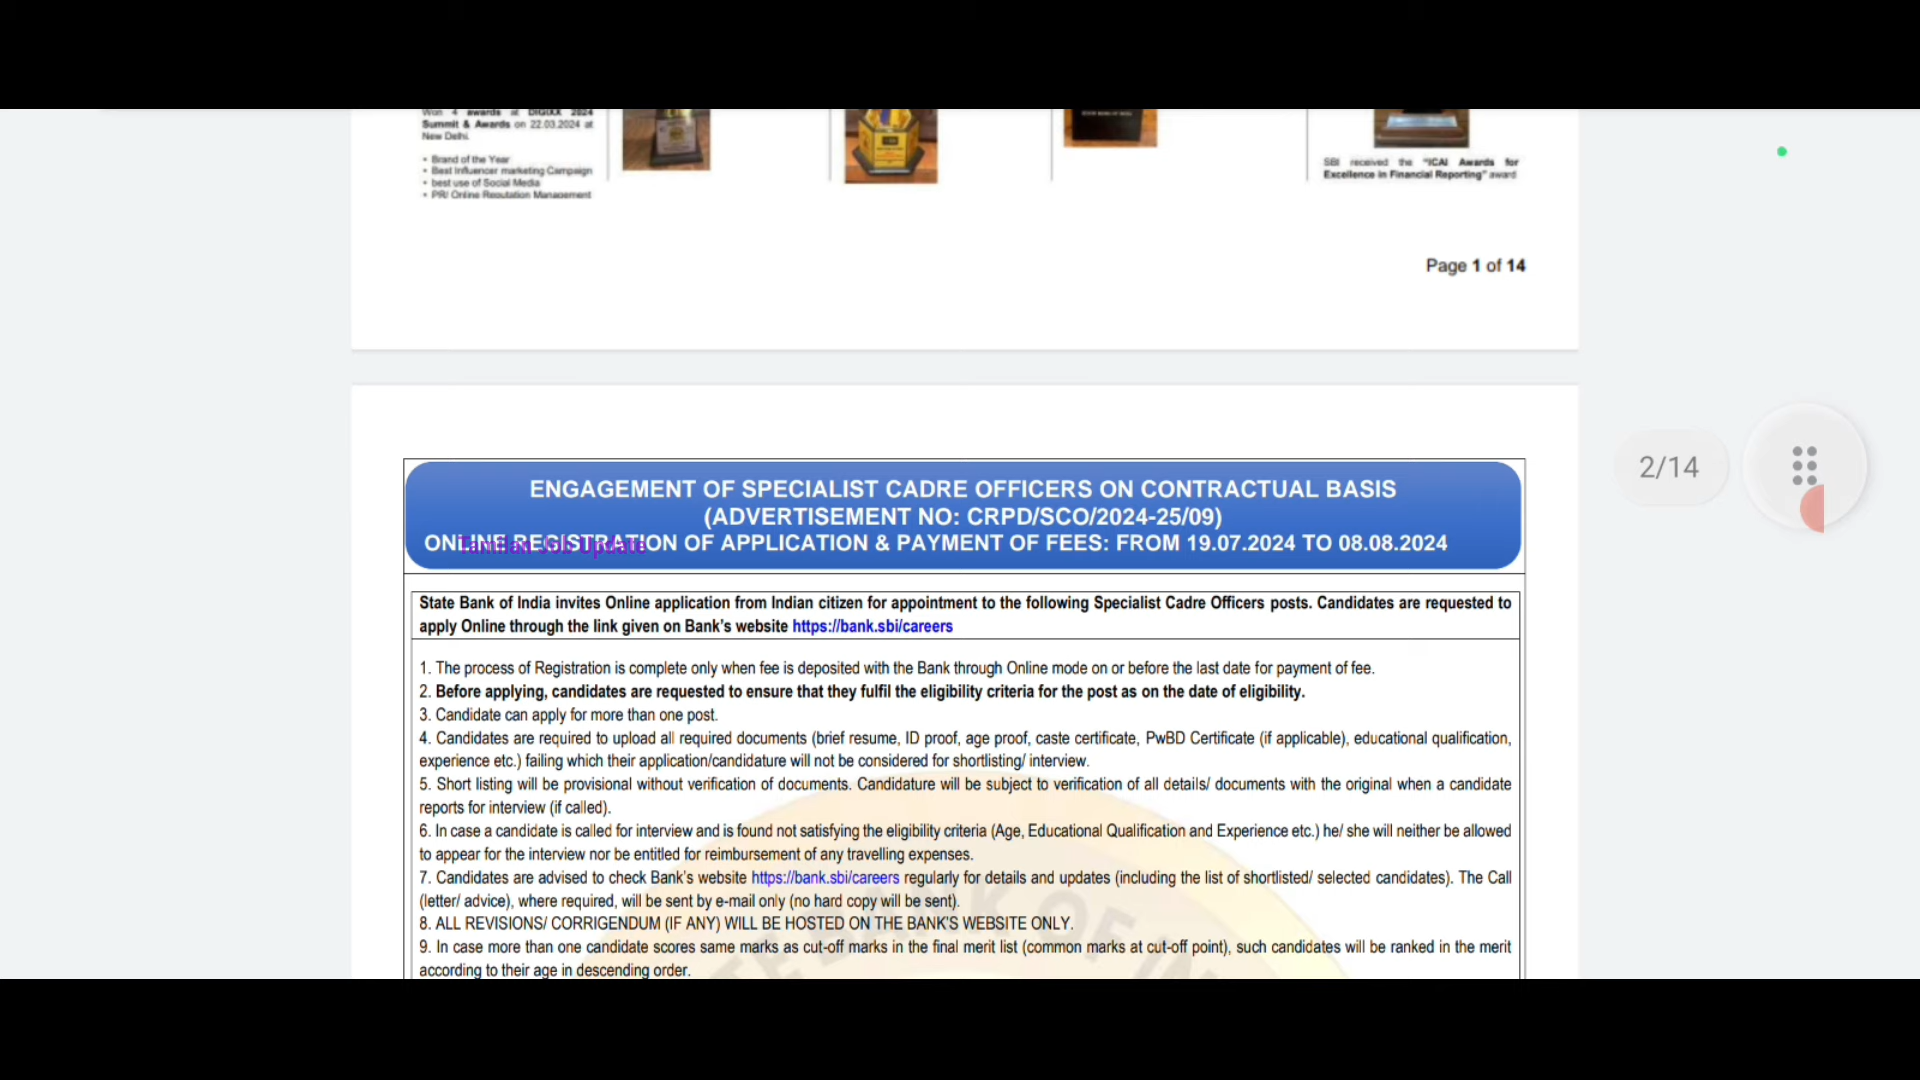 Won 4 awards at DIGIXX 2024
Summit & Awards on 22.03.2024 at
New Delhi.
• Brand of the Year
• Best Influencer marketing Campaign
• best use of Social Media
• PR/ Online Reputation Management
STATE BANK OF INDIA
SBI received the "ICAI Awards for
Excellence in Financial Reporting" award
Page 1 of 14
2/14
ENGAGEMENT OF SPECIALIST CADRE OFFICERS ON CONTRACTUAL BASIS
(ADVERTISEMENT NO: CRPD/SCO/2024-25/09)
ONLINE REGISTRATION OF APPLICATION & PAYMENT OF FEES: FROM 19.07.2024 TO 08.08.2024
Tamilan Job Update
State Bank of India invites Online application from Indian citizen for appointment to the following Specialist Cadre Officers posts. Candidates are requested to
apply Online through the link given on Bank's website https://bank.sbi/careers
1. The process of Registration is complete only when fee is deposited with the Bank through Online mode on or before the last date for payment of fee.
2. Before applying, candidates are requested to ensure that they fulfil the eligibility criteria for the post as on the date of eligibility.
3. Candidate can apply for more than one post.
4. Candidates are required to upload all required documents (brief resume, ID proof, age proof, caste certificate, PwBD Certificate (if applicable), educational qualification,
experience etc.) failing which their application/candidature will not be considered for shortlisting/ interview.
5. Short listing will be provisional without verification of documents. Candidature will be subject to verification of all details/ documents with the original when a candidate
reports for interview (if called).
6. In case a candidate is called for interview and is found not satisfying the eligibility criteria (Age, Educational Qualification and Experience etc.) he/ she will neither be allowed
to appear for the interview nor be entitled for reimbursement of any travelling expenses.
7. Candidates are advised to check Bank's website https://bank.sbi/careers regularly for details and updates (including the list of shortlisted/ selected candidates). The Call
(letter/ advice), where required, will be sent by e-mail only (no hard copy will be sent).
8. ALL REVISIONS/ CORRIGENDUM (IF ANY) WILL BE HOSTED ON THE BANK'S WEBSITE ONLY.
9. In case more than one candidate scores same marks as cut-off marks in the final merit list (common marks at cut-off point), such candidates will be ranked in the merit
according to their age in descending order.